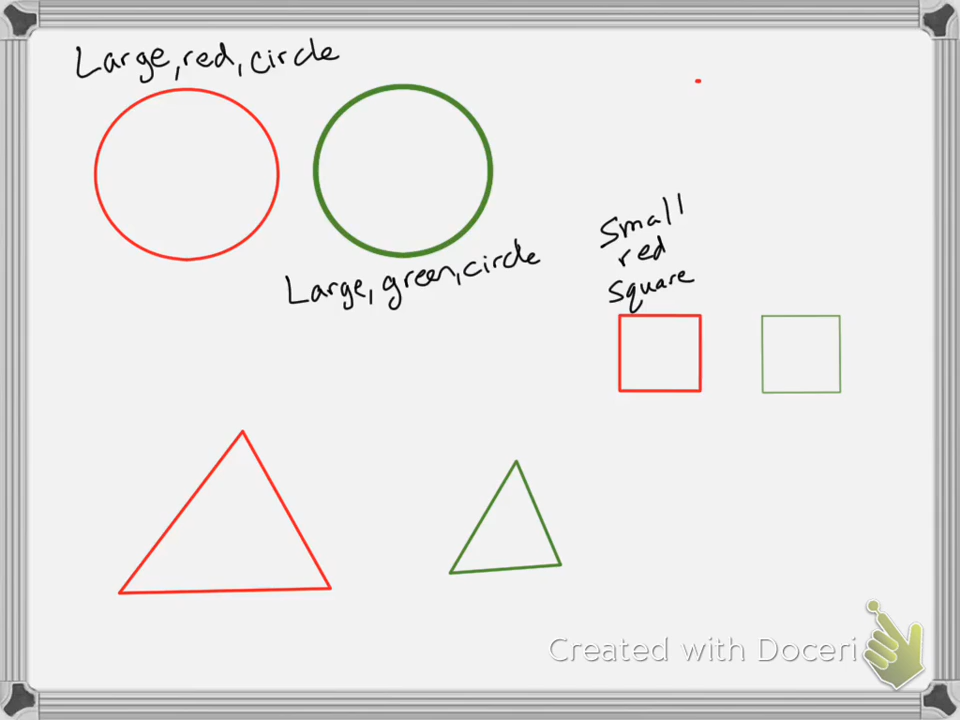 Large, red, circle
Large, green, circle
Small
red
square
Created with Doceri